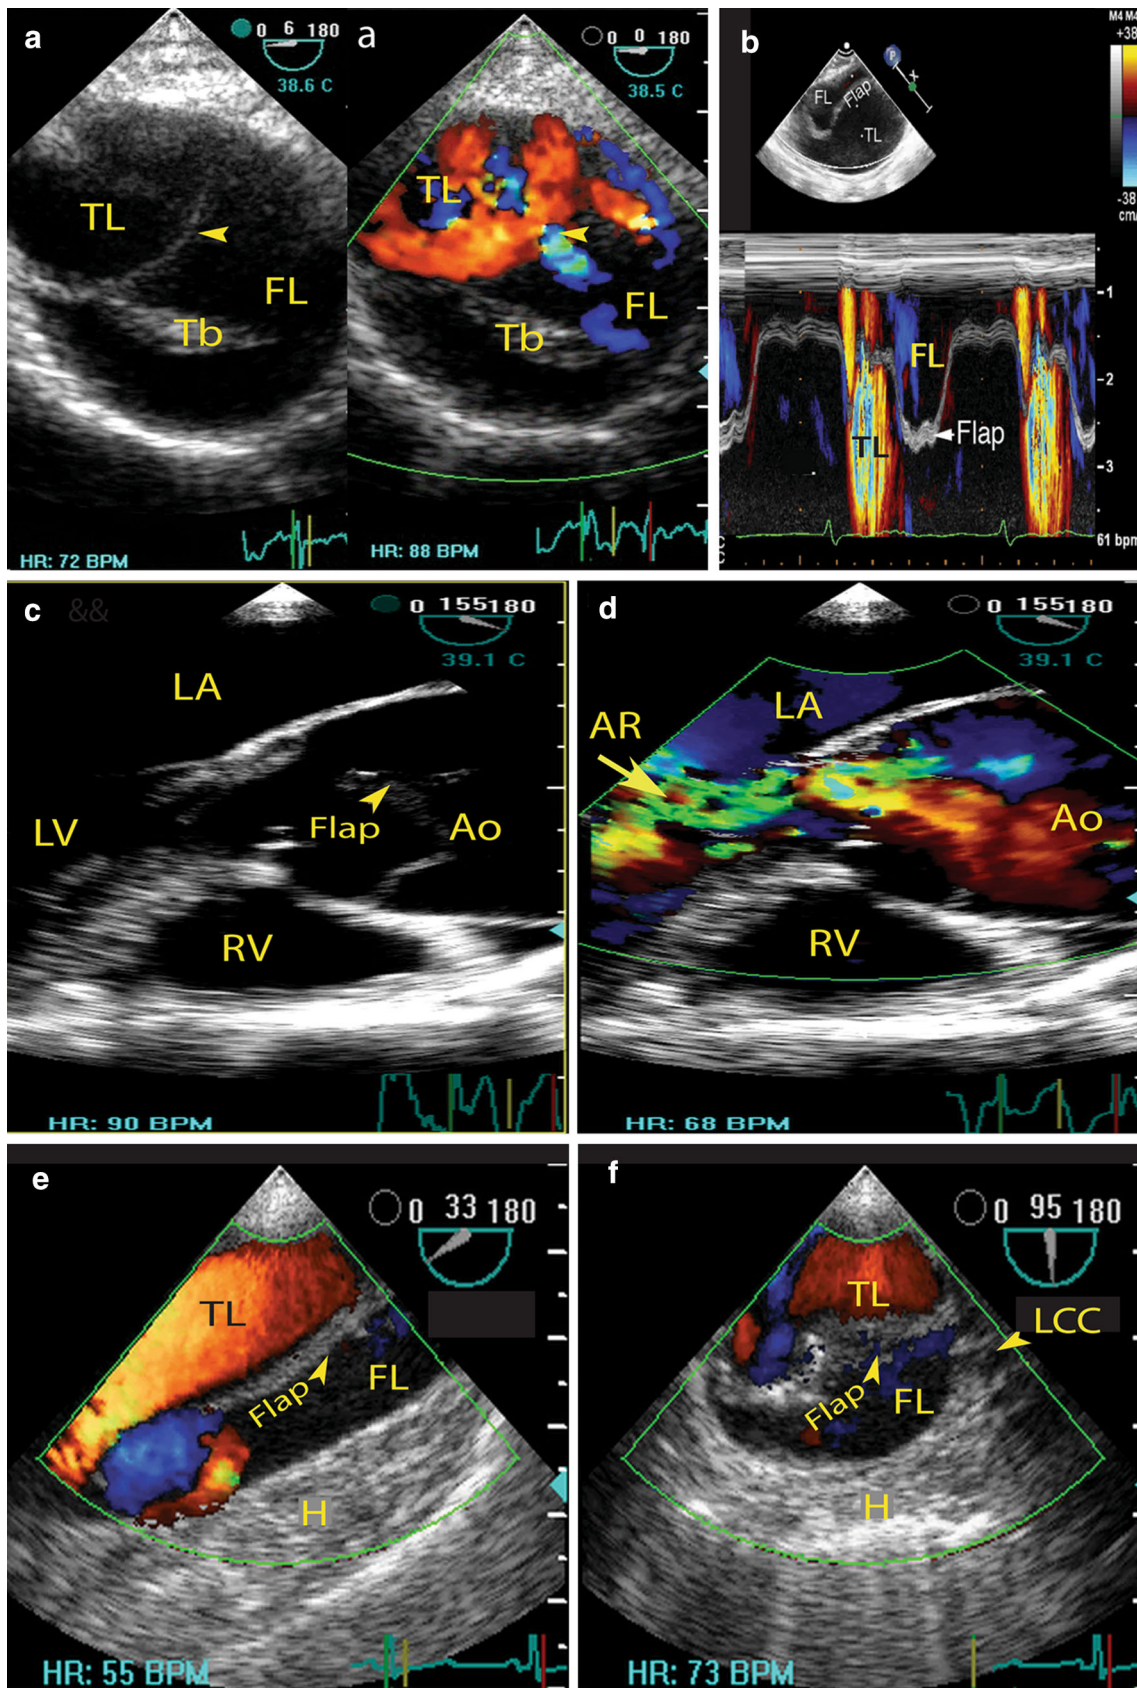 a
0 6 180
38.6 C
TL
FL
Tb
HR: 72 BPM
a
0 0 180
38.5 C
TL
FL
Tb
HR: 88 BPM
b
M4 M4
+38
FL
Flap
P
x
TL
-38
cm/
1
FL
2
Flap
TL
3
61 bpm
c
&&
0 155 180
39.1 C
LA
Flap
Ao
LV
RV
HR: 90 BPM
d
0 155 180
39.1 C
LA
AR
Ao
RV
HR: 68 BPM
e
0 33 180
TL
Flap
FL
H
HR: 55 BPM
f
0 95 180
TL
LCC
Flap
FL
H
HR: 73 BPM